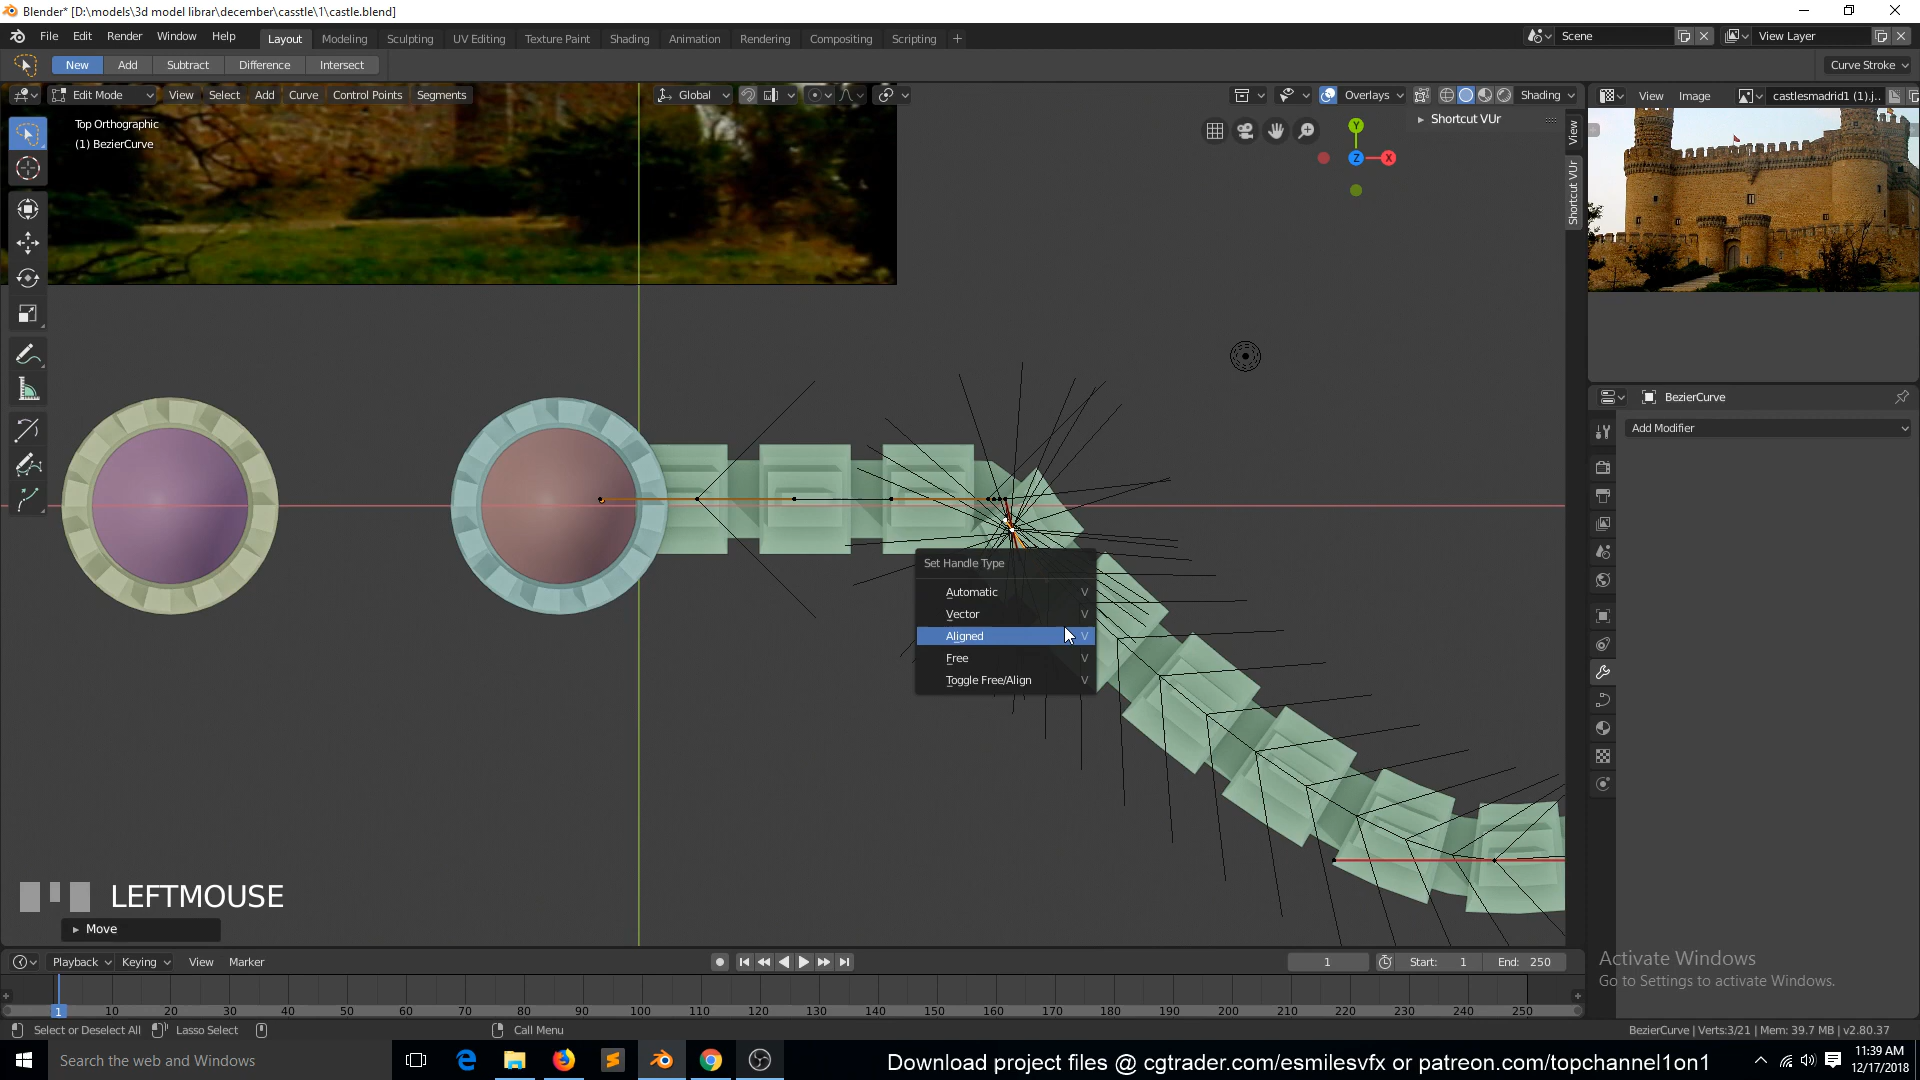 Blender* [D:\models\3d model librar\december\casstle\1\castle.blend]
File Edit Render Window Help Layout Modeling Sculpting UV Editing Texture Paint Shading Animation Rendering Compositing Scripting + Scene View Layer
New Add Subtract Difference Intersect Curve Stroke
Edit Mode View Select Add Curve Control Points Segments Global Overlays Shading View Image castlesmadrid1 (1).j..
Top Orthographic
(1) BezierCurve
Shortcut VUr
Y
Z
X
View
Shortcut VUr
BezierCurve
Add Modifier
Set Handle Type
Automatic V
Vector V
Aligned V
Free V
Toggle Free/Align V
LEFTMOUSE
Move
Playback Keying View Marker 1 Start: 1 End: 250
1 10 20 30 40 50 60 70 80 90 100 110 120 130 140 150 160 170 180 190 200 210 220 230 240 250
Activate Windows
Go to Settings to activate Windows.
Select or Deselect All Lasso Select Call Menu BezierCurve | Verts:3/21 | Mem: 39.7 MB | v2.80.37
Search the web and Windows
Download project files @ cgtrader.com/esmilesvfx or patreon.com/topchannel1on1
11:39 AM
12/17/2018